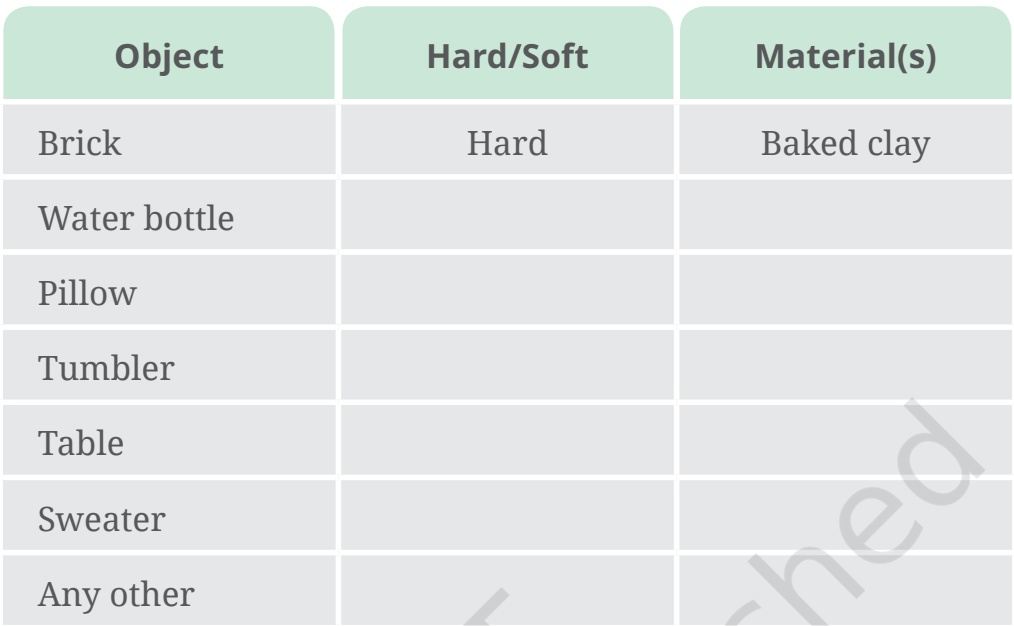 Object Hard/Soft Material(s)
Brick Hard Baked clay
Water bottle
Pillow
Tumbler
Table
Sweater
Any other